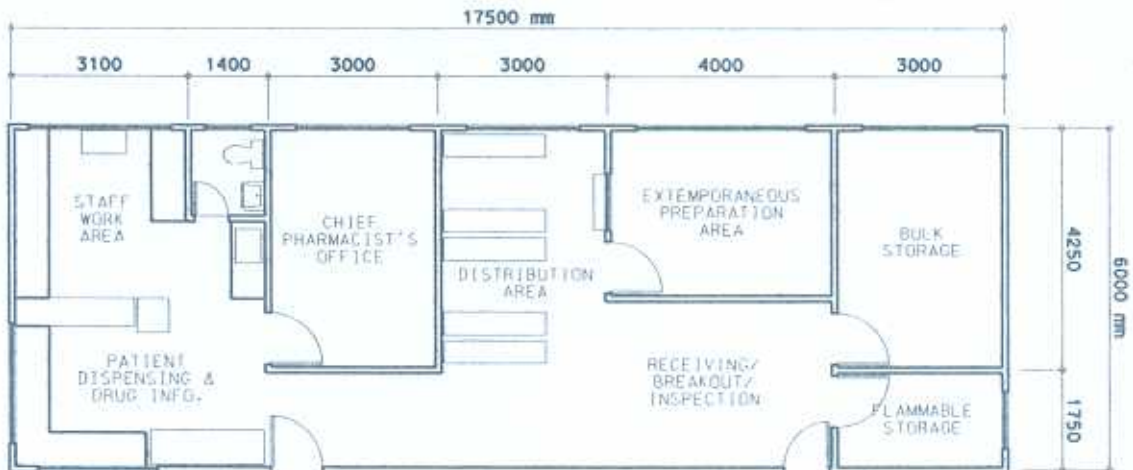 17500 mm
3100
1400
3000
3000
4000
3000
STAFF
WORK
AREA
CHIEF
PHARMACIST'S
OFFICE
DISTRIBUTION
AREA
EXTEMPORANEOUS
PREPARATION
AREA
BULK
STORAGE
4250
6000 mm
PATIENT
DISPENSING &
DRUG INFO.
RECEIVING/
BREAKOUT/
INSPECTION
FLAMMABLE
STORAGE
1750